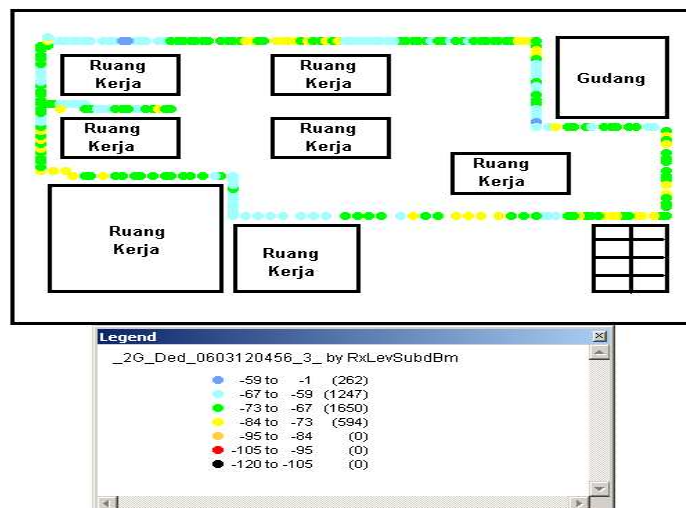 Ruang
Kerja
Ruang
Kerja
Gudang
Ruang
Kerja
Ruang
Kerja
Ruang
Kerja
Ruang
Kerja
Ruang
Kerja
Legend
_2G_Ded_0603120456_3_ by RxLevSubdBm
-59 to -1 (262)
-67 to -59 (1247)
-73 to -67 (1650)
-84 to -73 (594)
-95 to -84 (0)
-105 to -95 (0)
-120 to -105 (0)